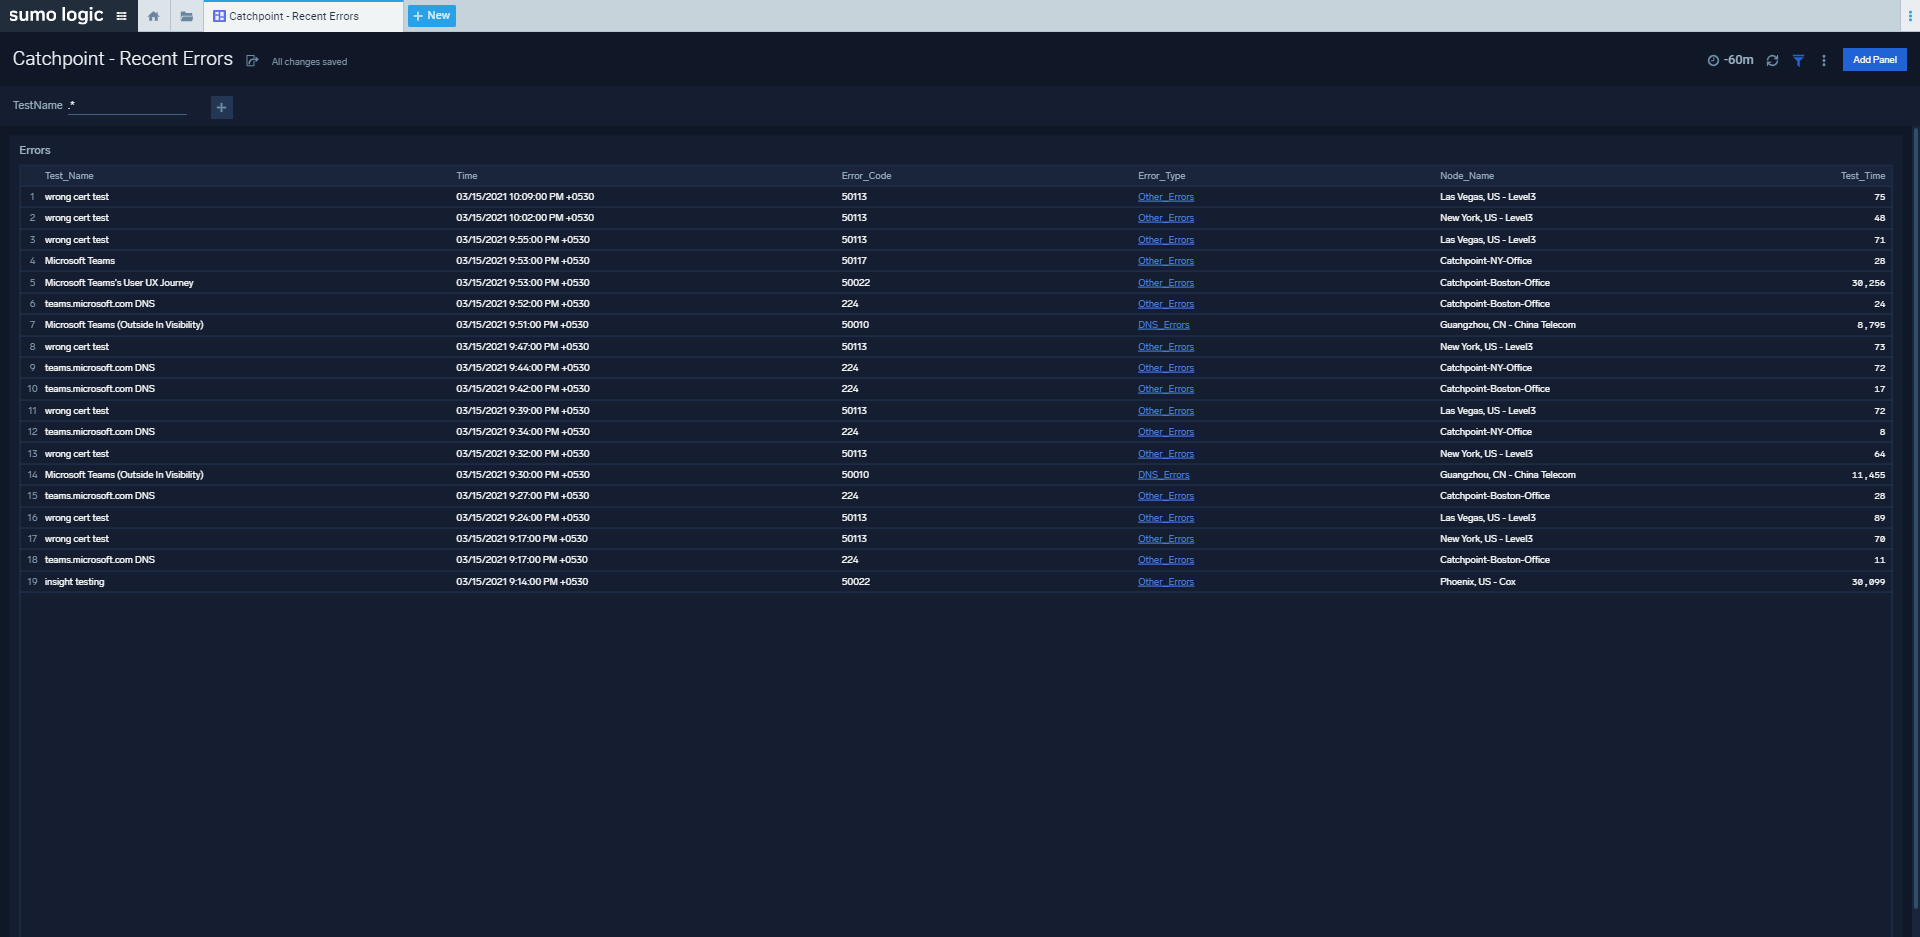 sumo logic Catchpoint - Recent Errors + New
Catchpoint - Recent Errors All changes saved -60m Add Panel
TestName .* +
Errors
Test_Name Time Error_Code Error_Type Node_Name Test_Time
1 wrong cert test 03/15/2021 10:09:00 PM +0530 50113 Other_Errors Las Vegas, US - Level3 75
2 wrong cert test 03/15/2021 10:02:00 PM +0530 50113 Other_Errors New York, US - Level3 48
3 wrong cert test 03/15/2021 9:55:00 PM +0530 50113 Other_Errors Las Vegas, US - Level3 71
4 Microsoft Teams 03/15/2021 9:53:00 PM +0530 50117 Other_Errors Catchpoint-NY-Office 28
5 Microsoft Teams's User UX Journey 03/15/2021 9:53:00 PM +0530 50022 Other_Errors Catchpoint-Boston-Office 30,256
6 teams.microsoft.com DNS 03/15/2021 9:52:00 PM +0530 224 Other_Errors Catchpoint-Boston-Office 24
7 Microsoft Teams (Outside In Visibility) 03/15/2021 9:51:00 PM +0530 50010 DNS_Errors Guangzhou, CN - China Telecom 8,795
8 wrong cert test 03/15/2021 9:47:00 PM +0530 50113 Other_Errors New York, US - Level3 73
9 teams.microsoft.com DNS 03/15/2021 9:44:00 PM +0530 224 Other_Errors Catchpoint-NY-Office 72
10 teams.microsoft.com DNS 03/15/2021 9:42:00 PM +0530 224 Other_Errors Catchpoint-Boston-Office 17
11 wrong cert test 03/15/2021 9:39:00 PM +0530 50113 Other_Errors Las Vegas, US - Level3 72
12 teams.microsoft.com DNS 03/15/2021 9:34:00 PM +0530 224 Other_Errors Catchpoint-NY-Office 8
13 wrong cert test 03/15/2021 9:32:00 PM +0530 50113 Other_Errors New York, US - Level3 64
14 Microsoft Teams (Outside In Visibility) 03/15/2021 9:30:00 PM +0530 50010 DNS_Errors Guangzhou, CN - China Telecom 11,455
15 teams.microsoft.com DNS 03/15/2021 9:27:00 PM +0530 224 Other_Errors Catchpoint-Boston-Office 28
16 wrong cert test 03/15/2021 9:24:00 PM +0530 50113 Other_Errors Las Vegas, US - Level3 89
17 wrong cert test 03/15/2021 9:17:00 PM +0530 50113 Other_Errors New York, US - Level3 70
18 teams.microsoft.com DNS 03/15/2021 9:17:00 PM +0530 224 Other_Errors Catchpoint-Boston-Office 11
19 insight testing 03/15/2021 9:14:00 PM +0530 50022 Other_Errors Phoenix, US - Cox 30,099